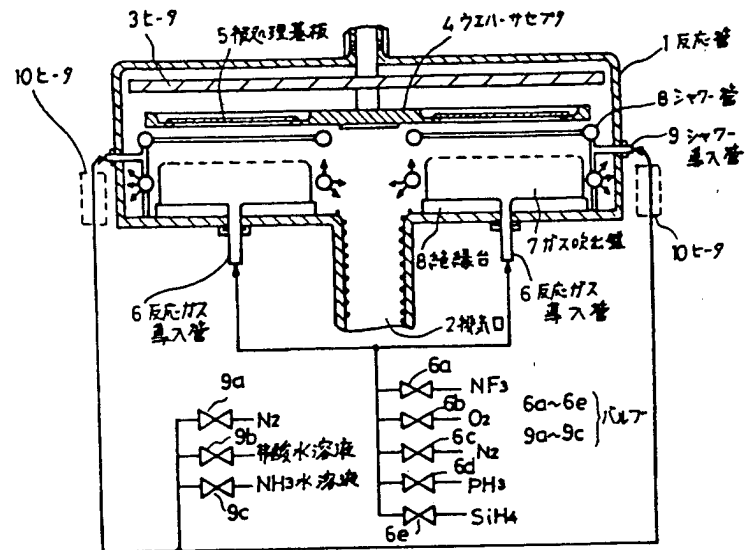 3ヒータ
5被処理基板
4ウエハーサセプタ
1反応管
10ヒータ
8シャワー管
9シャワー
導入管
7ガス吹出盤
8絶縁台
10ヒータ
6反応ガス
導入管
2排気口
6反応ガス
導入管
9a
N2
9b
弗酸水溶液
NH3水溶液
9c
6a
NF3
6b
O2
6c
N2
6d
PH3
SiH4
6e
6a~6e
9a~9c
バルブ